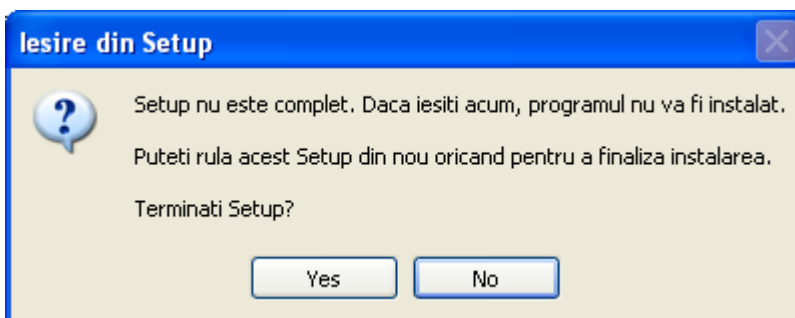 Iesire din Setup
Setup nu este complet. Daca iesiti acum, programul nu va fi instalat.
Puteti rula acest Setup din nou oricand pentru a finaliza instalarea.
Terminati Setup?
Yes
No